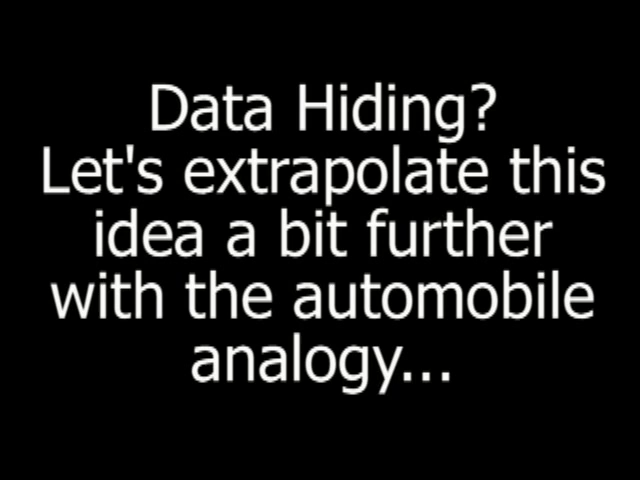 Data Hiding?
Let's extrapolate this
idea a bit further
with the automobile
analogy...